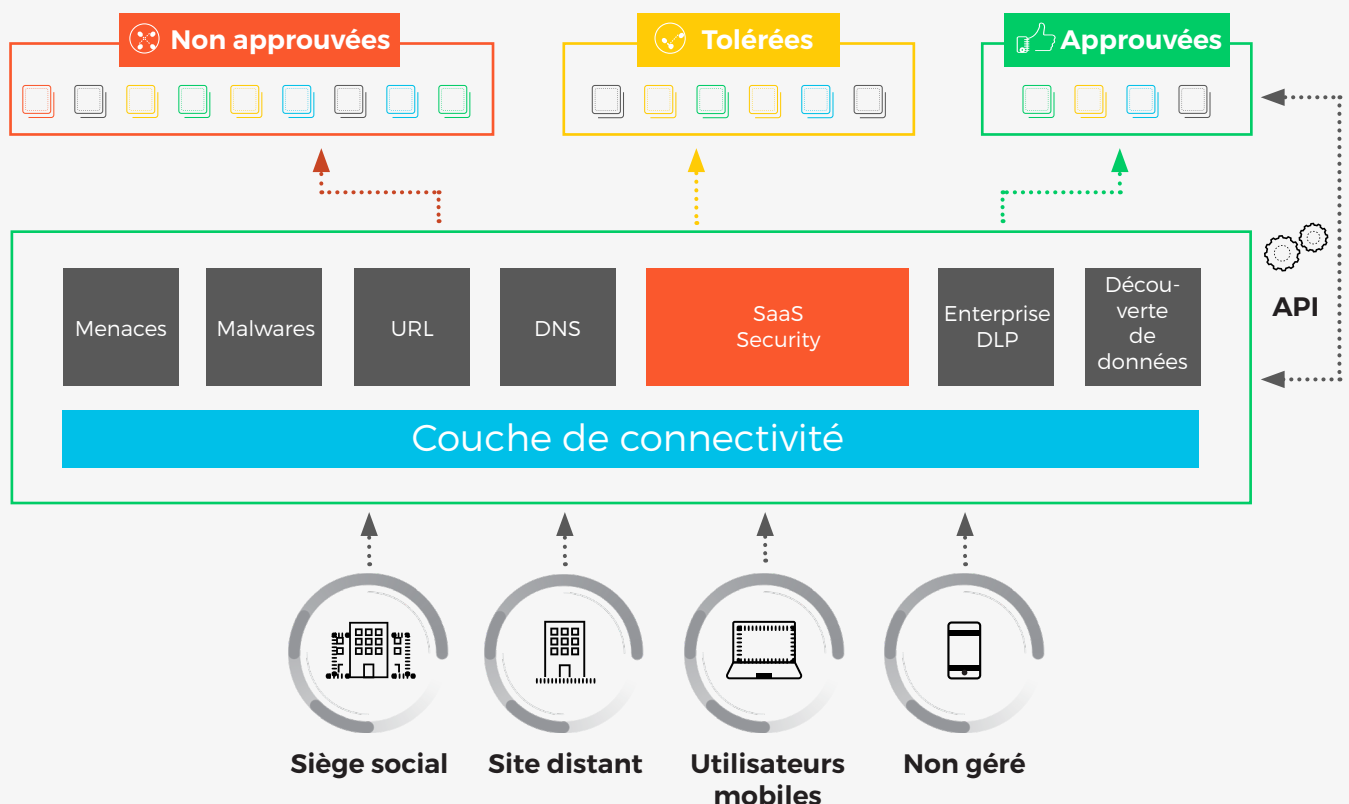 Non approuvées
Tolérées
Approuvées
Menaces
Malwares
URL
DNS
SaaS
Security
Enterprise
DLP
Décou-
verte
de
données
API
Couche de connectivité
Siège social
Site distant
Utilisateurs
mobiles
Non géré